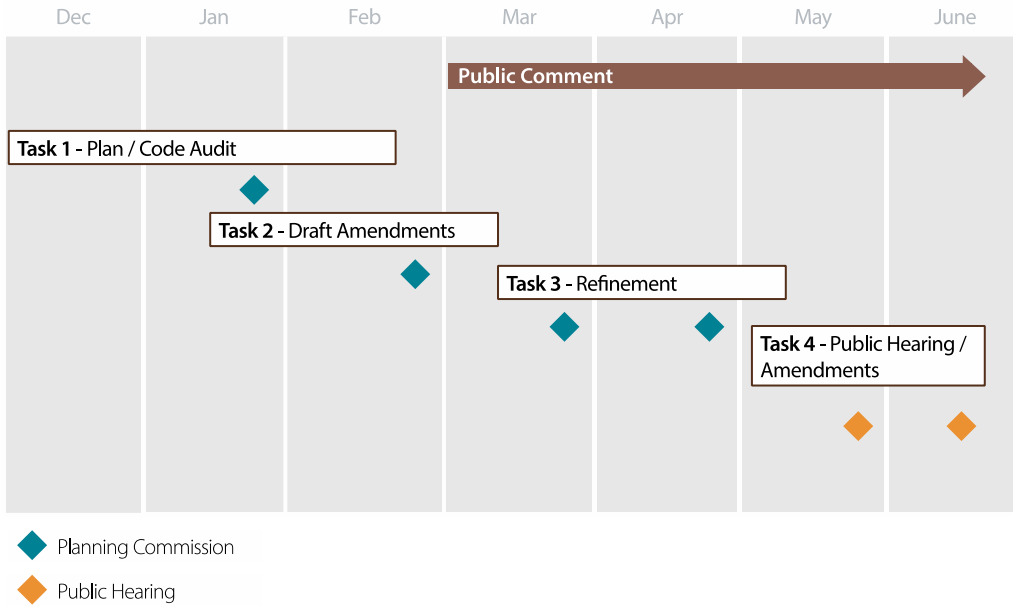 Dec Jan Feb Mar Apr May June
Public Comment
Task 1 - Plan / Code Audit
Task 2 - Draft Amendments
Task 3 - Refinement
Task 4 - Public Hearing /
Amendments
Planning Commission
Public Hearing